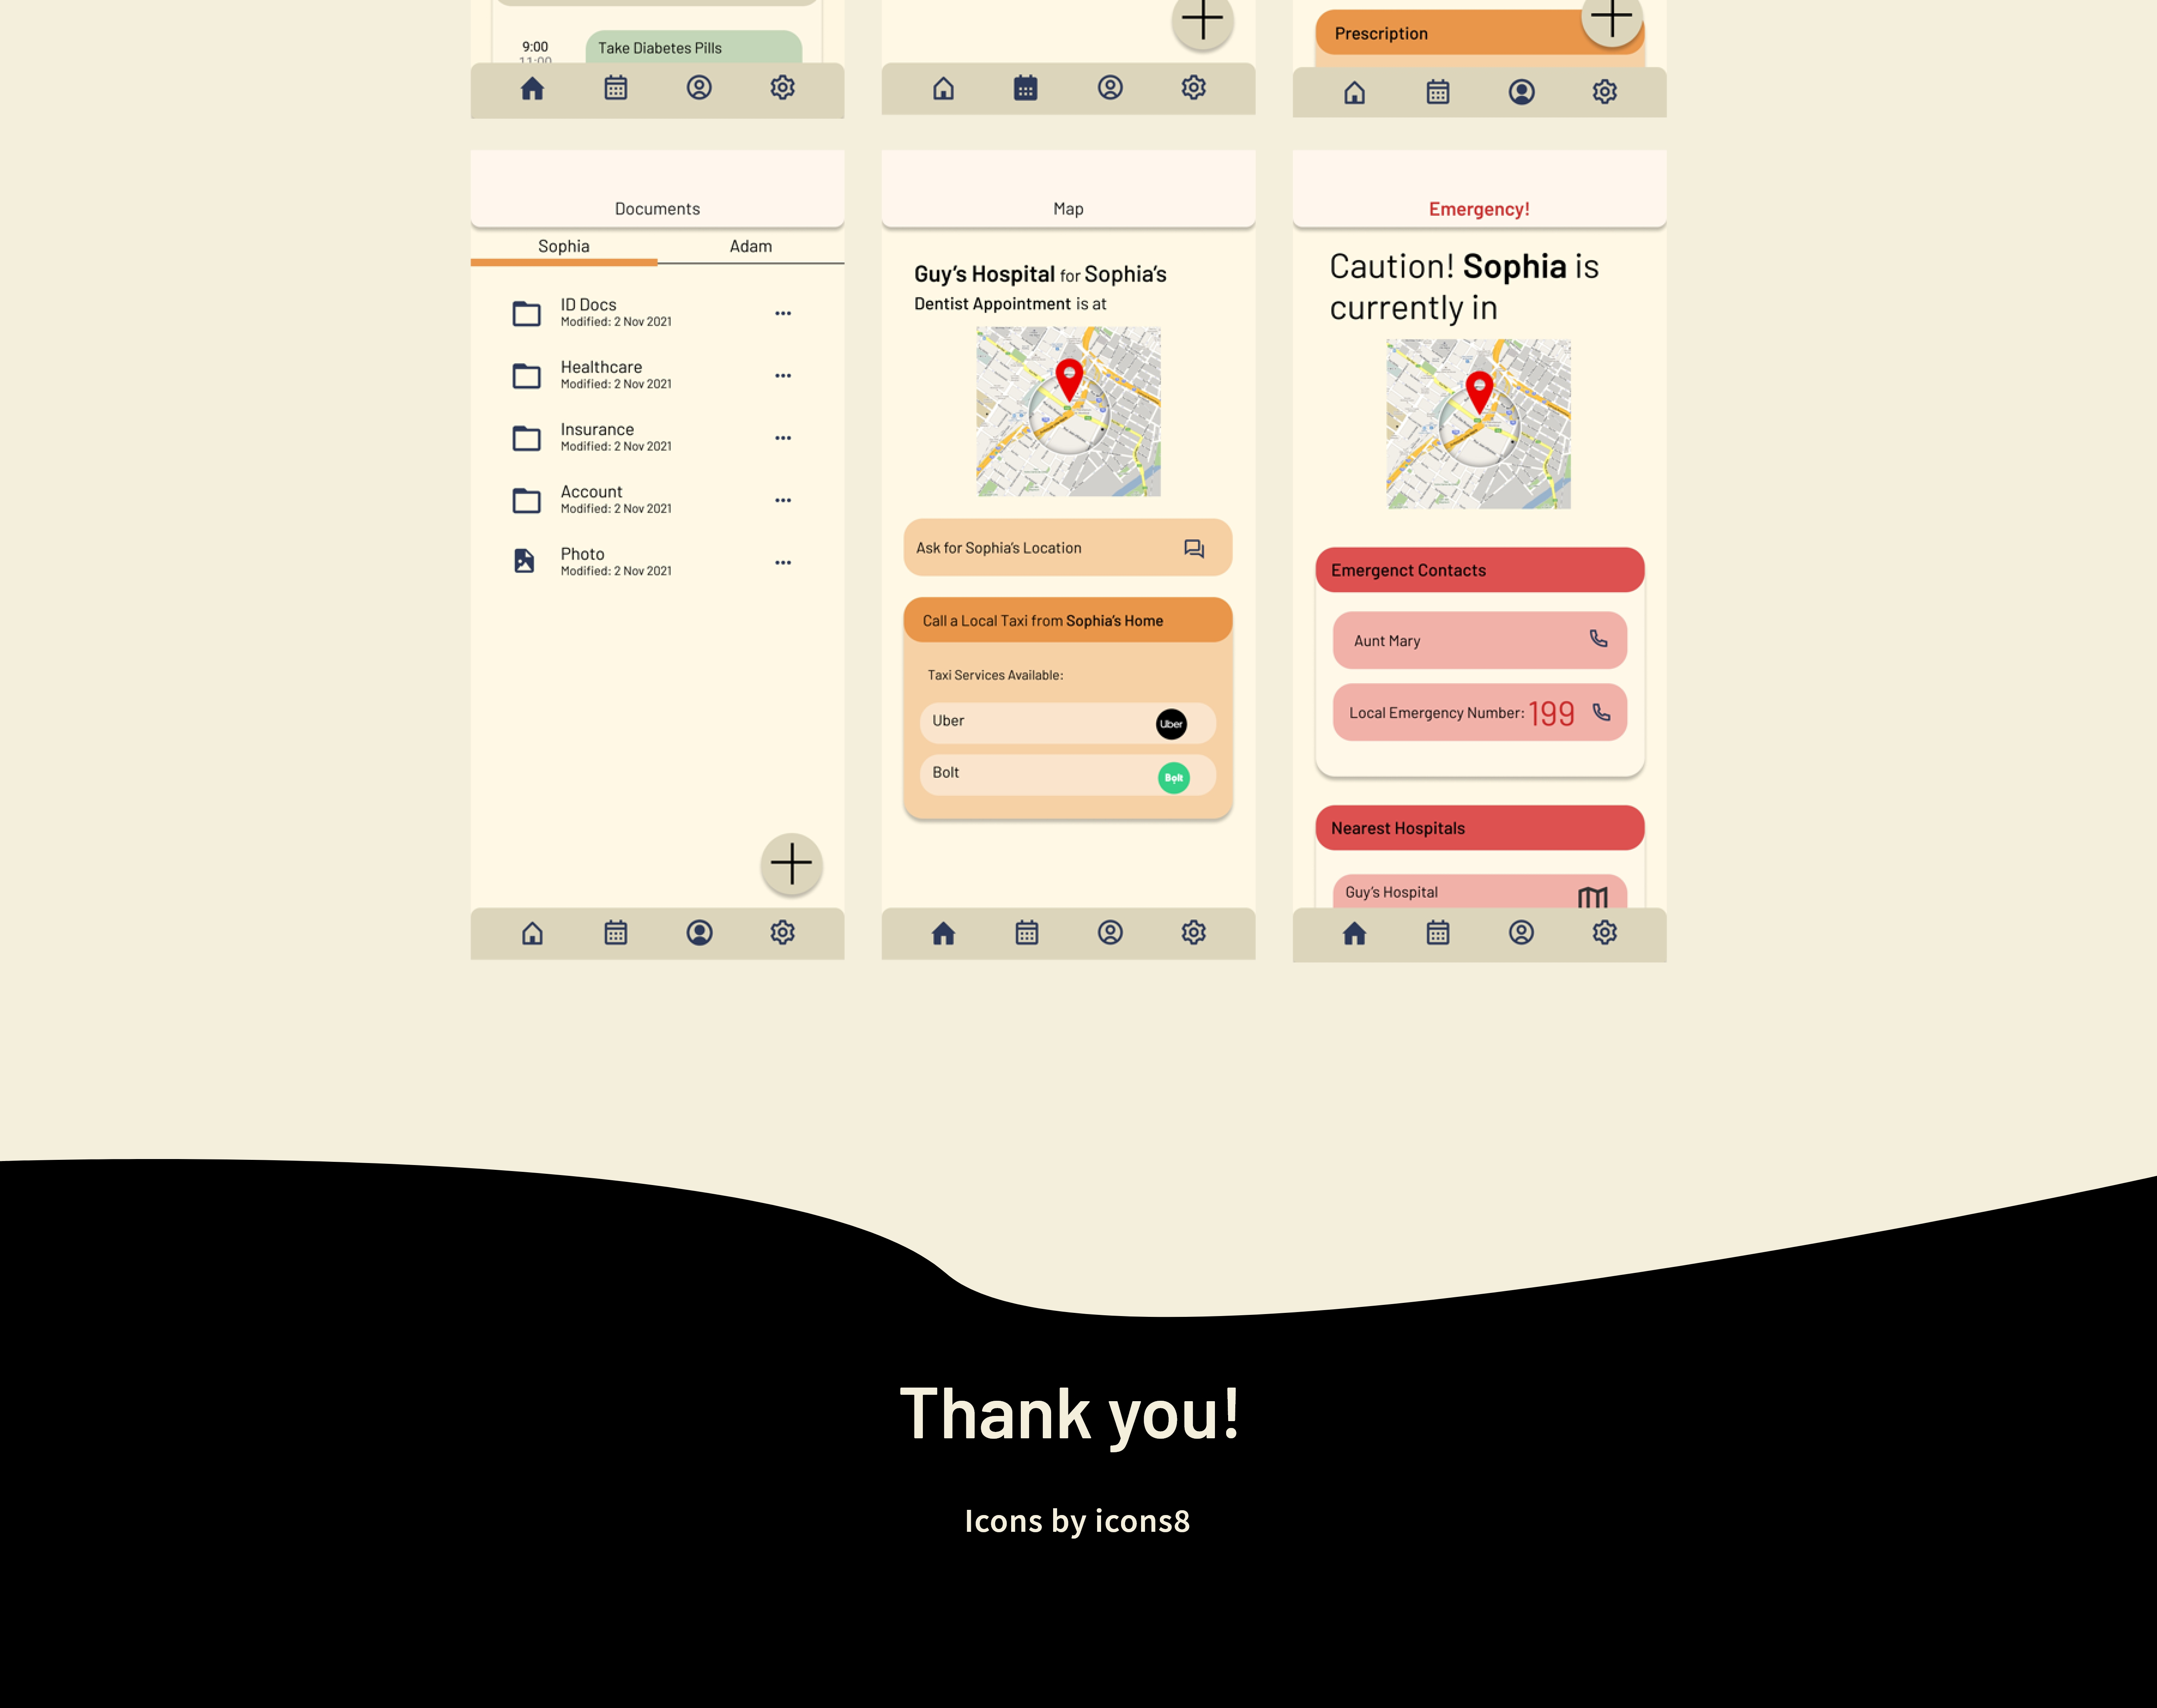 9:00
11:00
Take Diabetes Pills
Prescription
Documents
Sophia
Adam
ID Docs
Modified: 2 Nov 2021
Healthcare
Modified: 2 Nov 2021
Insurance
Modified: 2 Nov 2021
Account
Modified: 2 Nov 2021
Photo
Modified: 2 Nov 2021
Map
Guy's Hospital for Sophia's
Dentist Appointment is at
Ask for Sophia's Location
Call a Local Taxi from Sophia's Home
Taxi Services Available:
Uber
Uber
Bolt
Bolt
Emergency!
Caution! Sophia is
currently in
Emergenct Contacts
Aunt Mary
Local Emergency Number: 199
Nearest Hospitals
Guy's Hospital
Thank you!
Icons by icons8